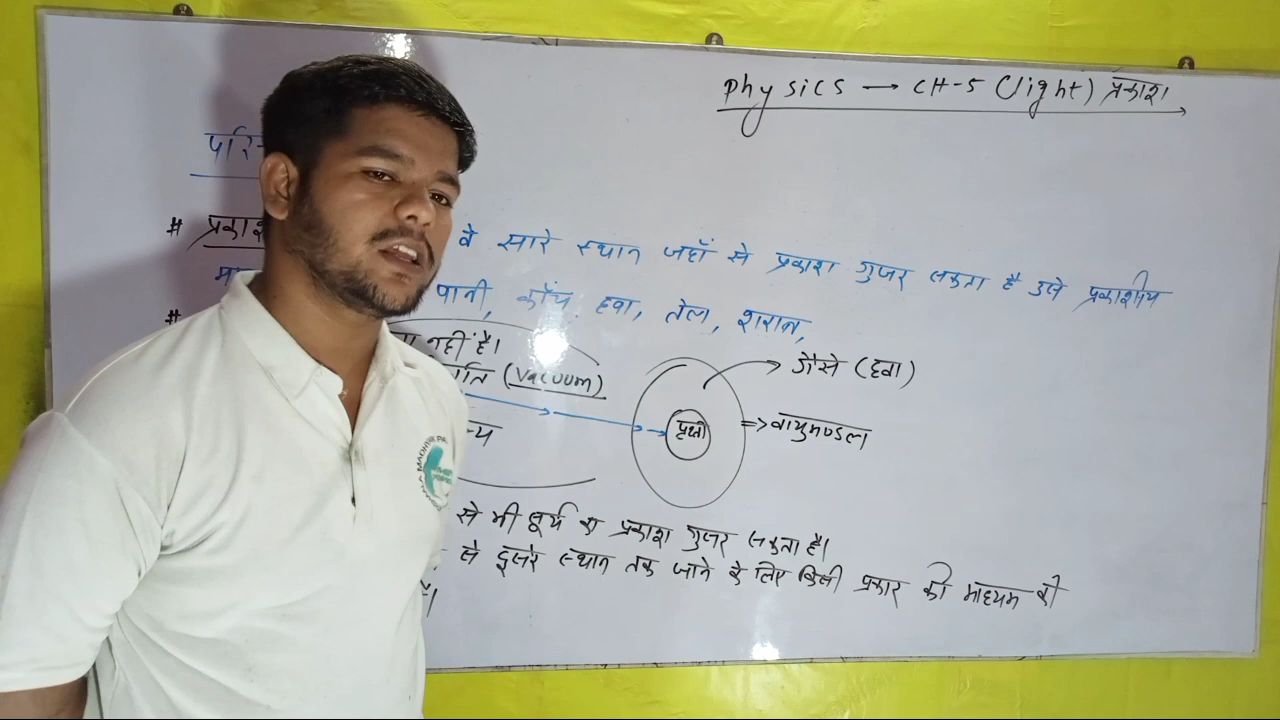 Physics → CH-5 (light) प्रकाश
परि
# प्रकाश वे सारे स्थान जहाँ से प्रकाश गुजर सकता है उसे प्रकाशीय
पानी, काँच, हवा, तेल, शराब,
#
नहीं है।
(Vacuum)
गैसें (हवा)
पृथ्वी
=> वायुमण्डल
से भी सूर्य का प्रकाश गुजर सकता है।
से दूसरे स्थान तक जाने के लिए किसी प्रकार की माध्यम की